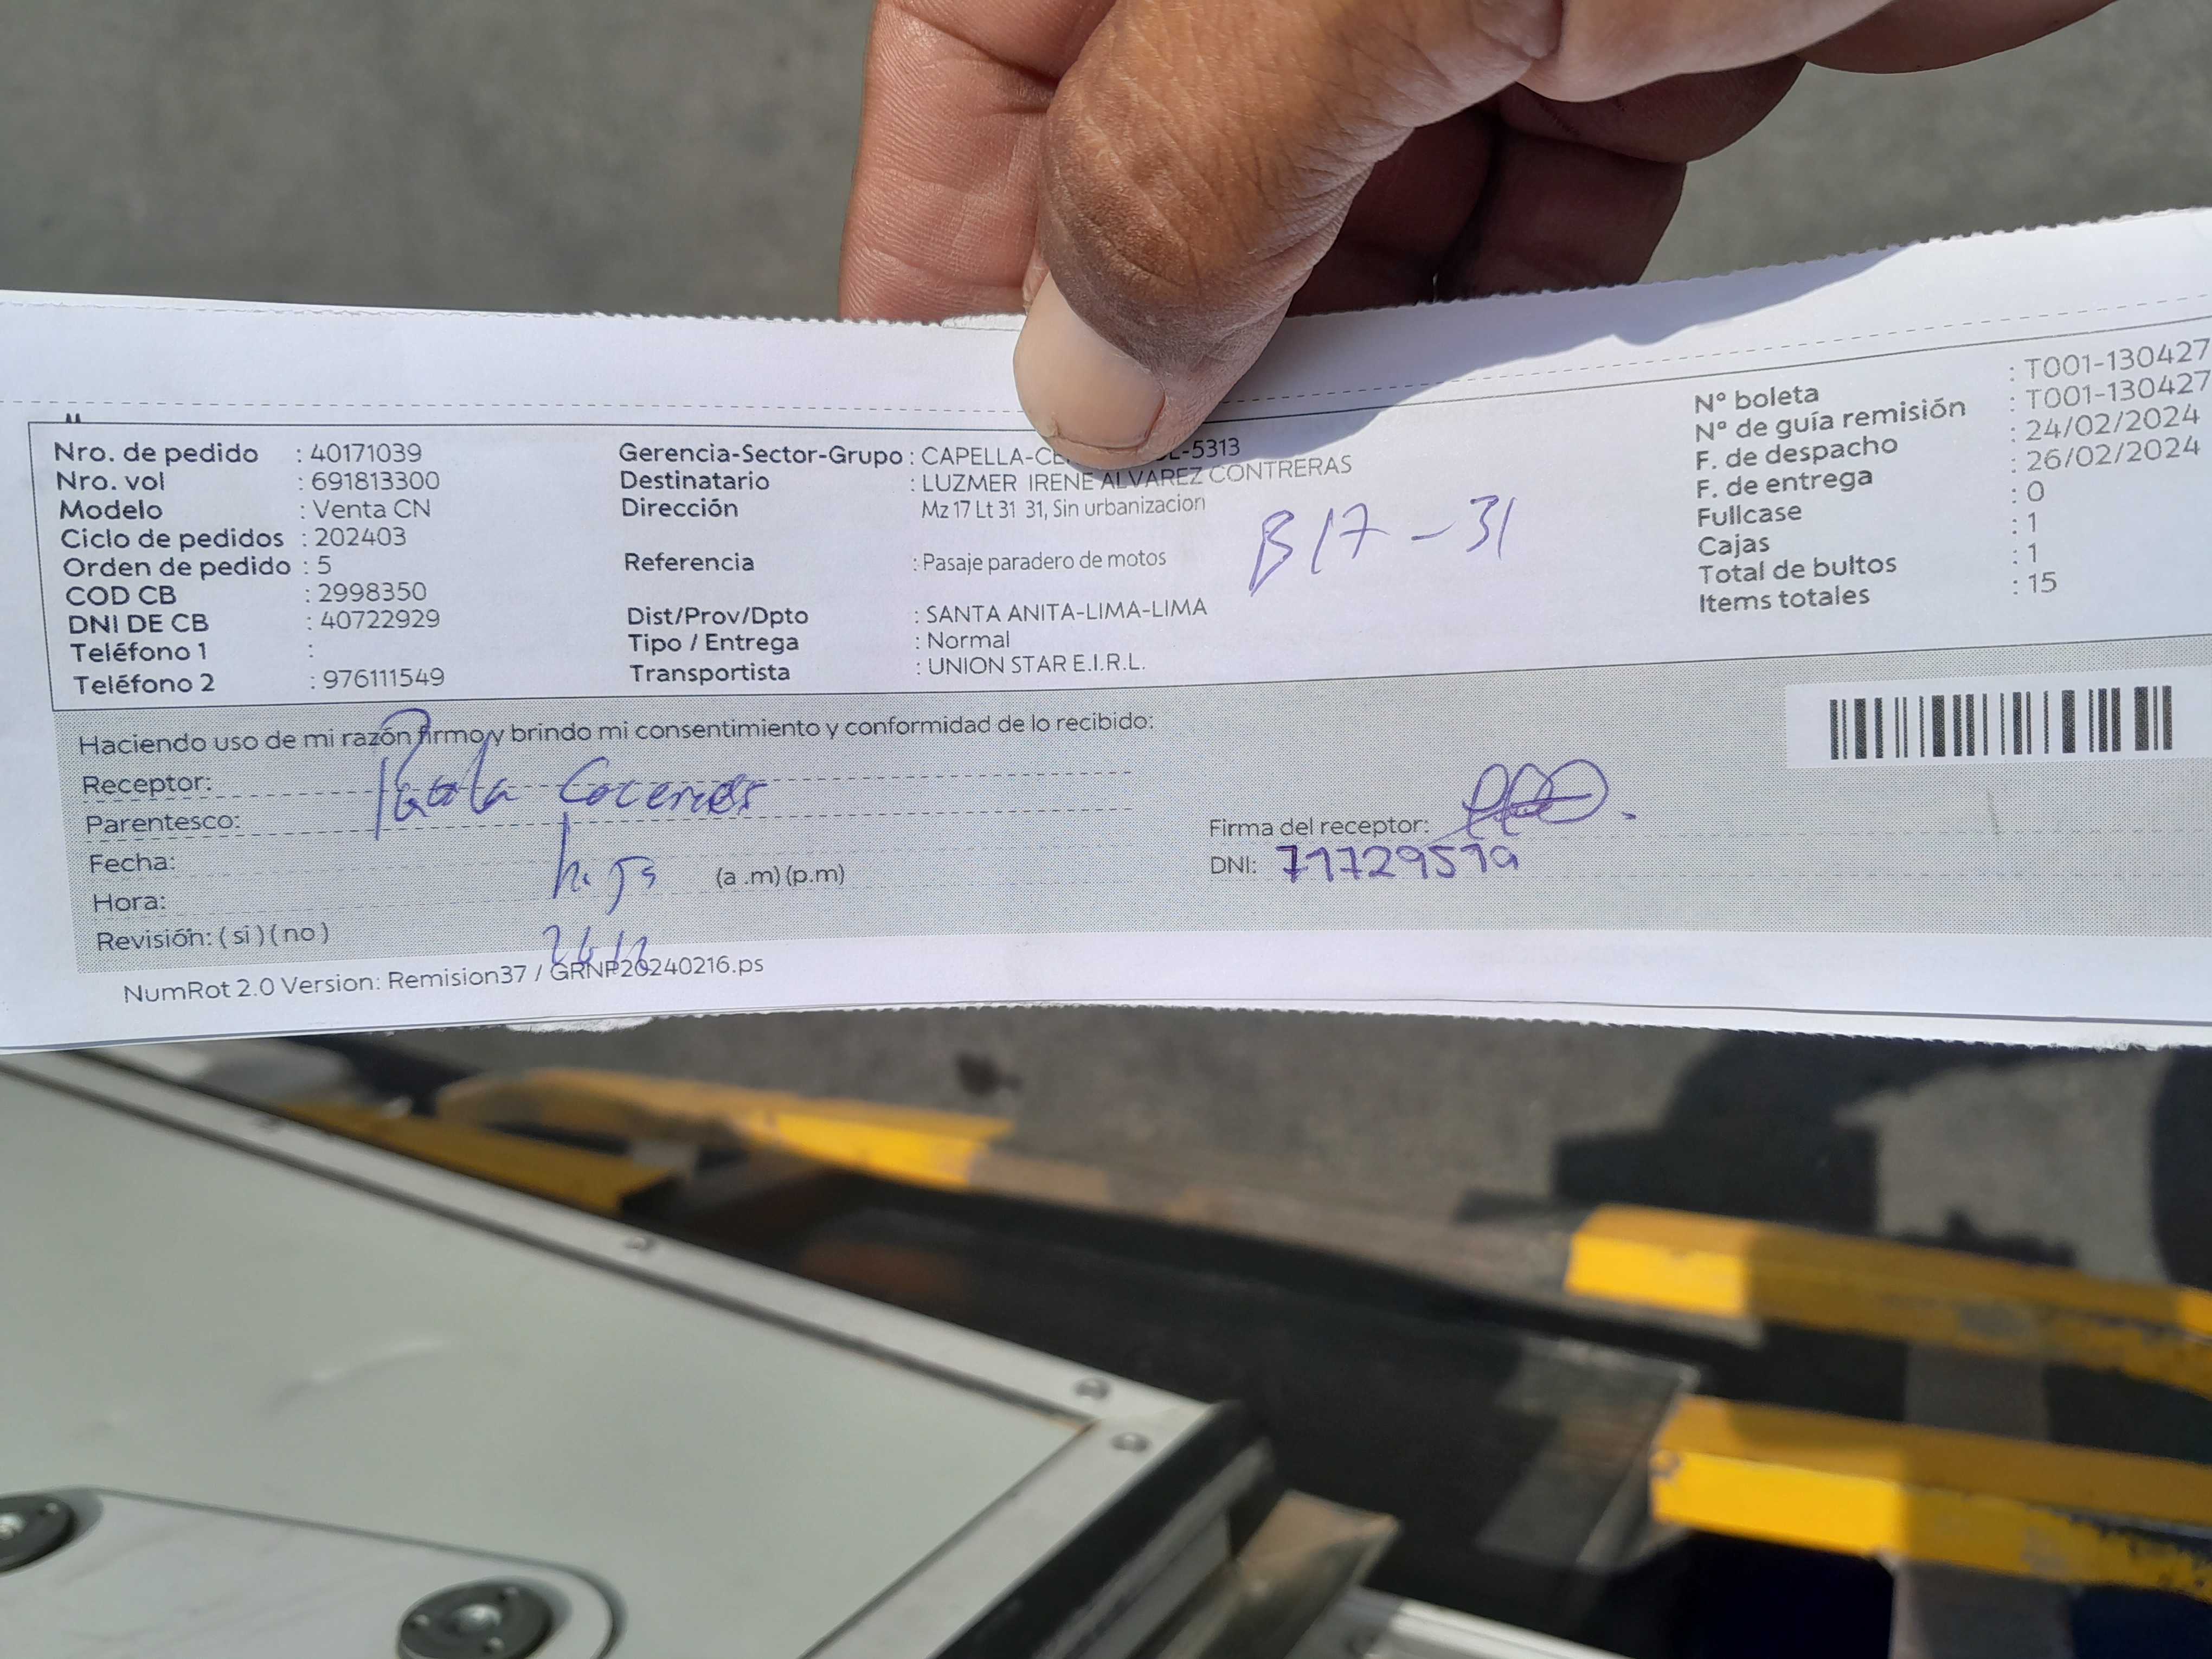 Nro. de pedido : 40171039
Nro. vol : 691813300
Modelo : Venta CN
Ciclo de pedidos : 202403
Orden de pedido : 5
COD CB : 2998350
DNI DE CB : 40722929
Teléfono 1 :
Teléfono 2 : 976111549
Gerencia-Sector-Grupo : CAPELLA-CE -5313
Destinatario : LUZMER IRENE ALVAREZ CONTRERAS
Dirección Mz 17 Lt 31 31, Sin urbanizacion
B17-31
Referencia : Pasaje paradero de motos
Dist/Prov/Dpto : SANTA ANITA-LIMA-LIMA
Tipo / Entrega : Normal
Transportista : UNION STAR E.I.R.L.
N° boleta : T001-130427
N° de guía remisión : T001-130427
F. de despacho : 24/02/2024
F. de entrega : 26/02/2024
Fullcase : 0
Cajas : 1
Total de bultos : 1
Items totales : 15
Haciendo uso de mi razón firmo y brindo mi consentimiento y conformidad de lo recibido:
Receptor: Paola
Parentesco:
Fecha:
Hora: (a .m) (p.m)
Revisión: ( si ) ( no )
Firma del receptor:
DNI:
NumRot 2.0 Version: Remision37 / GRNP20240216.ps